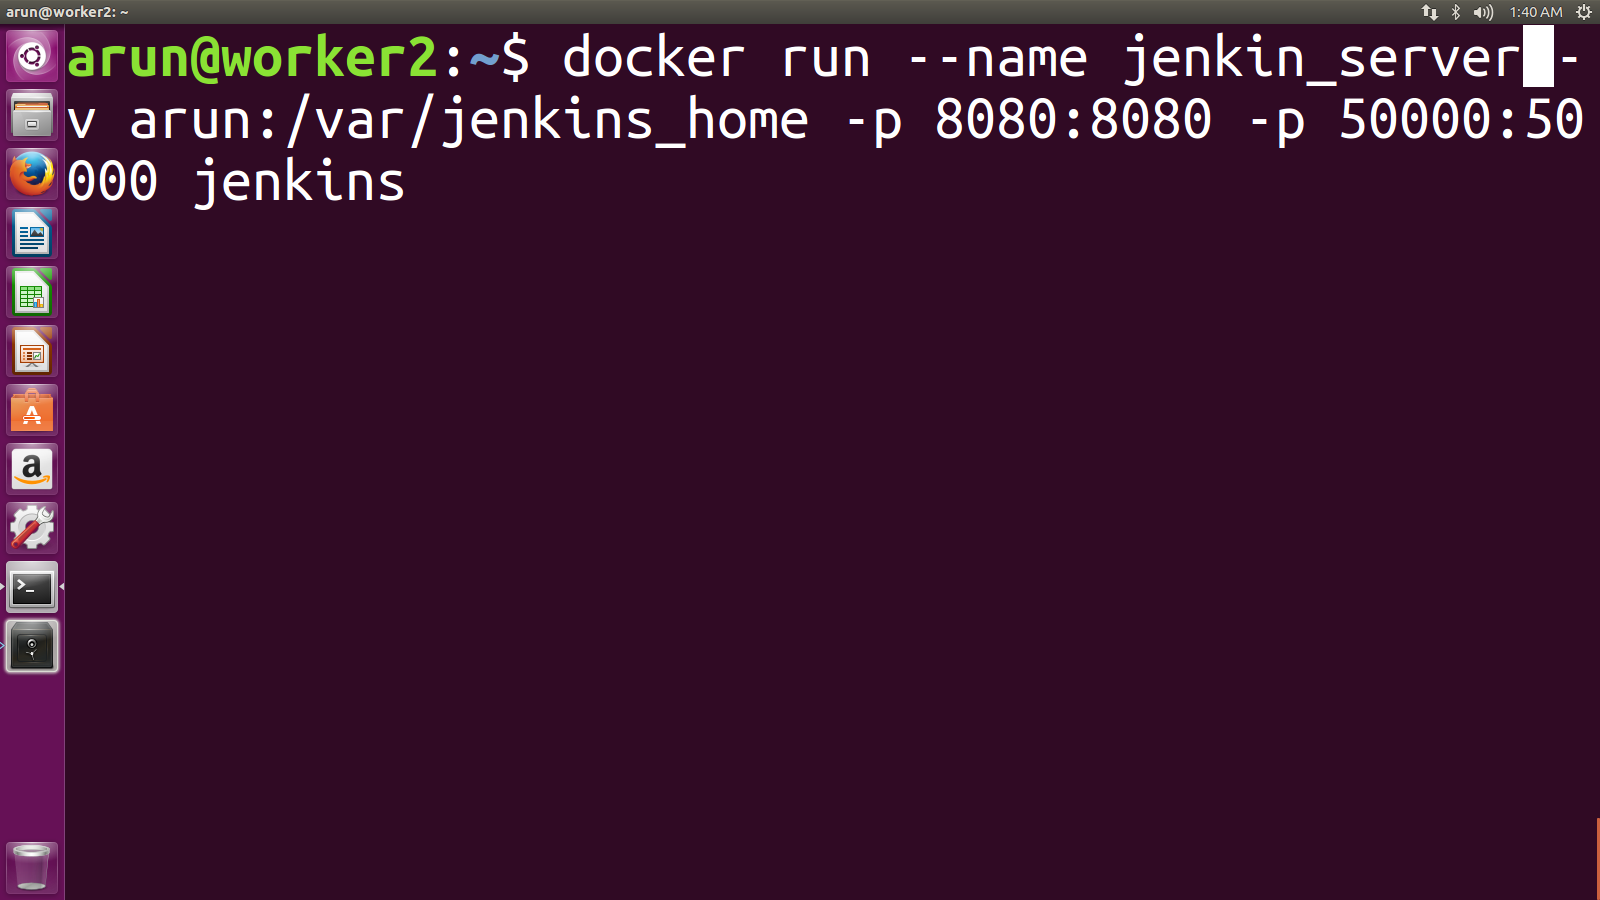 arun@worker2: ~
1:40 AM
arun@worker2:~$ docker run --name jenkin_server -
v arun:/var/jenkins_home -p 8080:8080 -p 50000:50
000 jenkins